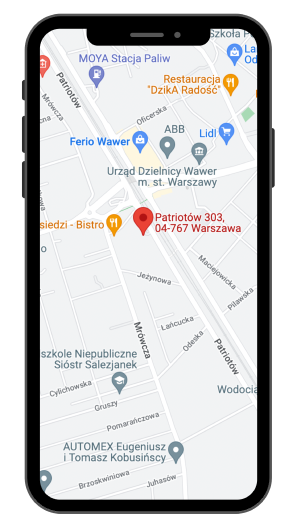 Szkoła P
MOYA Stacja Paliw
La
Od
Patriotów
Restauracja
"DzikA Radość"
Mrówcza
Oficerska
ABB
Lidl
Ferio Wawer
Urząd Dzielnicy Wawer
m. st. Warszawy
siedzi - Bistro
Patriotów 303,
04-767 Warszawa
o
Jeżynowa
Maciejowicka
Pilawska
Mrówcza
Łańcucka
Odeska
Patriotów
szkole Niepubliczne
Sióstr Salezjanek
Cylichowska
Gruszy
Wodocia
Pomarańczowa
AUTOMEX Eugeniusz
i Tomasz Kobusińscy
Brzoskwiniowa
Juhasów